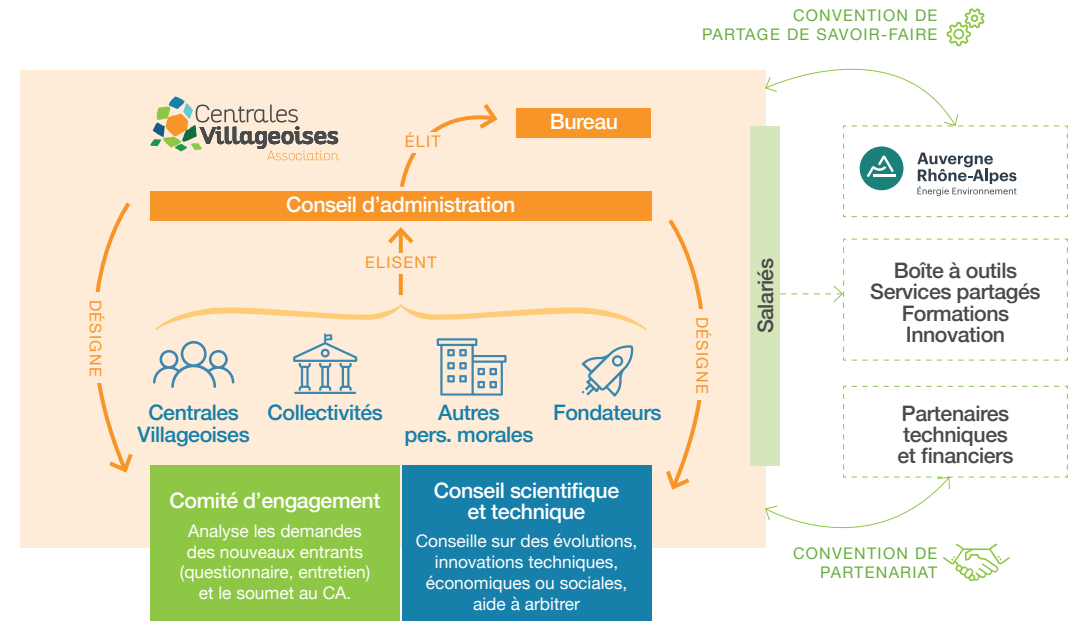 CONVENTION DE
PARTAGE DE SAVOIR-FAIRE
Centrales
Villageoises
Association
Bureau
ÉLIT
Conseil d'administration
ELISENT
DÉSIGNE
DÉSIGNE
Centrales
Villageoises
Collectivités
Autres
pers. morales
Fondateurs
Comité d'engagement
Analyse les demandes
des nouveaux entrants
(questionnaire, entretien)
et le soumet au CA.
Conseil scientifique
et technique
Conseille sur des évolutions,
innovations techniques,
économiques ou sociales,
aide à arbitrer
Salariés
Auvergne
Rhône-Alpes
Énergie Environnement
Boîte à outils
Services partagés
Formations
Innovation
Partenaires
techniques
et financiers
CONVENTION DE
PARTENARIAT